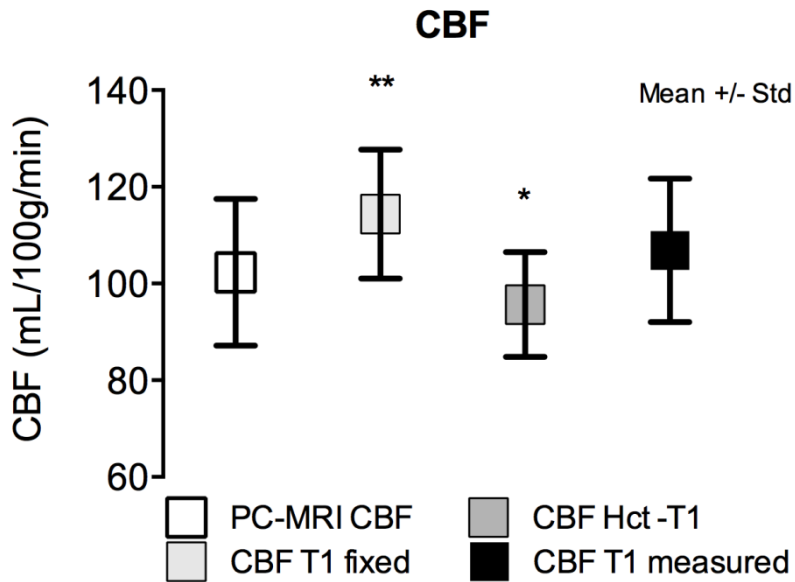 CBF
**
Mean +/- Std
140
*
120
100
80
60
CBF (mL/100g/min)
PC-MRI CBF
CBF Hct -T1
CBF T1 fixed
CBF T1 measured